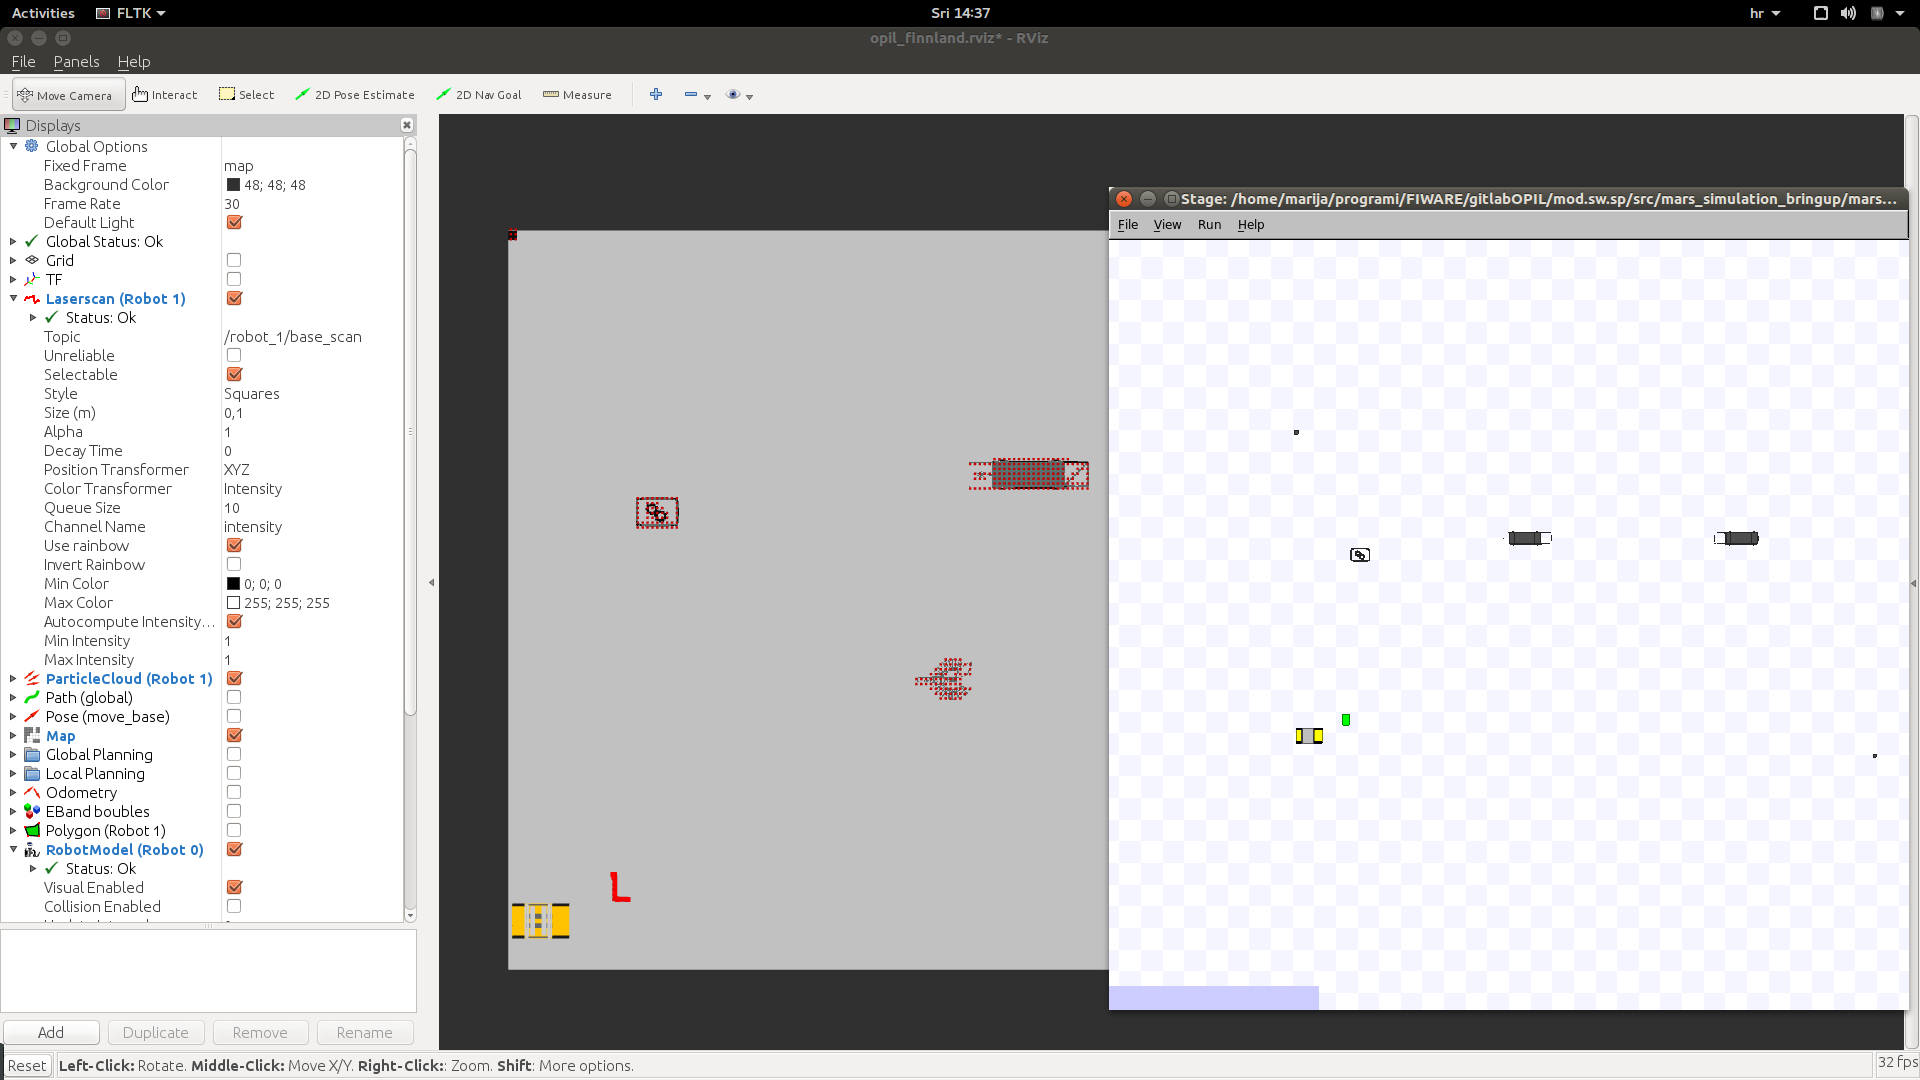 Activities FLTK Sri 14:37 hr
opil_finnland.rviz* - RViz
File Panels Help
Move Camera Interact Select 2D Pose Estimate 2D Nav Goal Measure
Displays
Global Options
Fixed Frame map
Background Color 48; 48; 48
Frame Rate 30
Default Light
Global Status: Ok
Grid
TF
Laserscan (Robot 1)
Status: Ok
Topic /robot_1/base_scan
Unreliable
Selectable
Style Squares
Size (m) 0,1
Alpha 1
Decay Time 0
Position Transformer XYZ
Color Transformer Intensity
Queue Size 10
Channel Name intensity
Use rainbow
Invert Rainbow
Min Color 0; 0; 0
Max Color 255; 255; 255
Autocompute Intensity...
Min Intensity 1
Max Intensity 1
ParticleCloud (Robot 1)
Path (global)
Pose (move_base)
Map
Global Planning
Local Planning
Odometry
EBand boubles
Polygon (Robot 1)
RobotModel (Robot 0)
Status: Ok
Visual Enabled
Collision Enabled
Add Duplicate Remove Rename
Stage: /home/marija/programi/FIWARE/gitlabOPIL/mod.sw.sp/src/mars_simulation_bringup/mars...
File View Run Help
Reset Left-Click: Rotate. Middle-Click: Move X/Y. Right-Click:: Zoom. Shift: More options. 32 fps